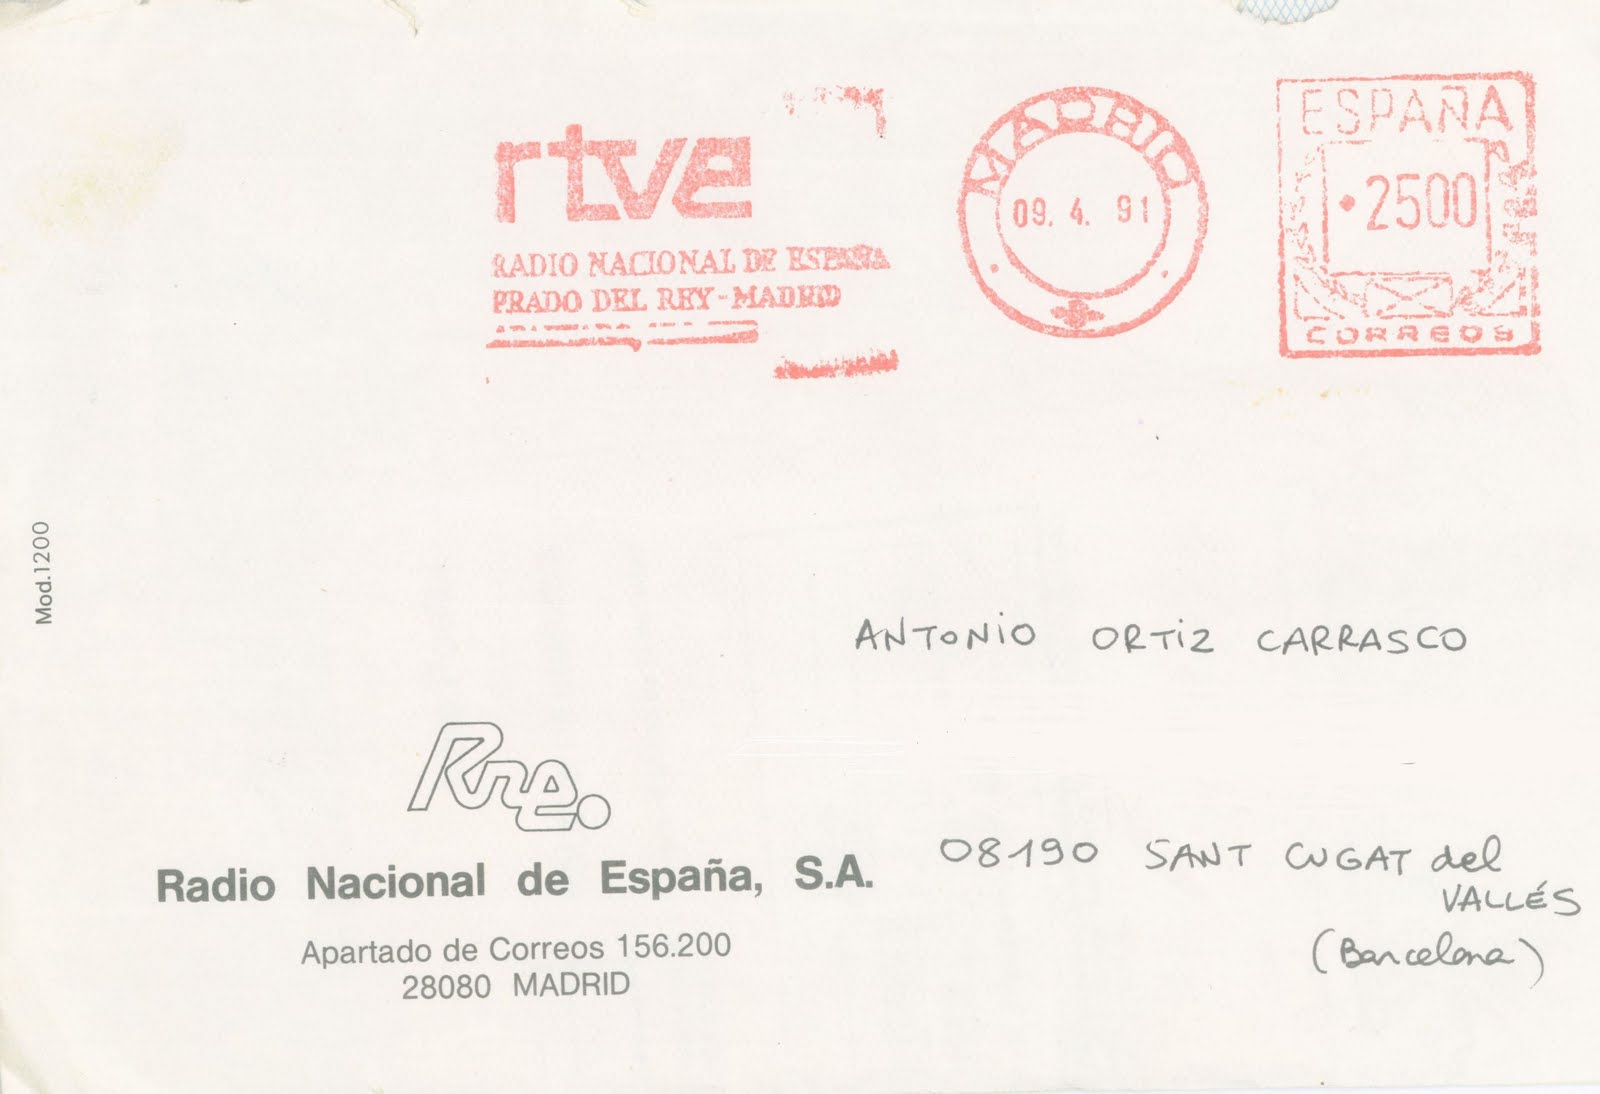 rtve
RADIO NACIONAL DE ESPAÑA
PRADO DEL REY-MADRID
MADRID
09. 4. 91
ESPAÑA
2500
CORREOS
Mod.1200
ANTONIO ORTIZ CARRASCO
Rne.
Radio Nacional de España, S.A.
Apartado de Correos 156.200
28080 MADRID
08190 SANT CUGAT del
VALLÉS
(Barcelona)